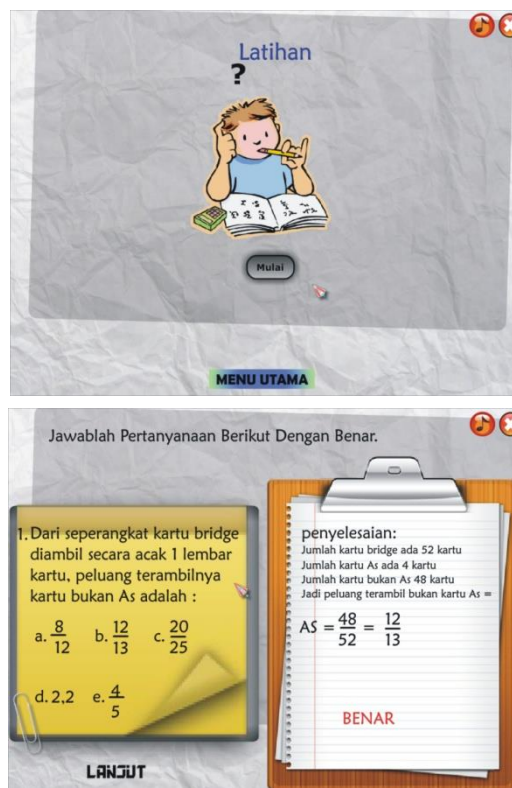 Latihan
?
Mulai
MENU UTAMA
Jawablah Pertanyanaan Berikut Dengan Benar.
1. Dari seperangkat kartu bridge
diambil secara acak 1 lembar
kartu, peluang terambilnya
kartu bukan As adalah :
a. 8/12 b. 12/13 c. 20/25
d. 2,2 e. 4/5
LANJUT
penyelesaian:
Jumlah kartu bridge ada 52 kartu
Jumlah kartu As ada 4 kartu
Jumlah kartu bukan As 48 kartu
Jadi peluang terambil bukan kartu As =
AS = 48/52 = 12/13
BENAR